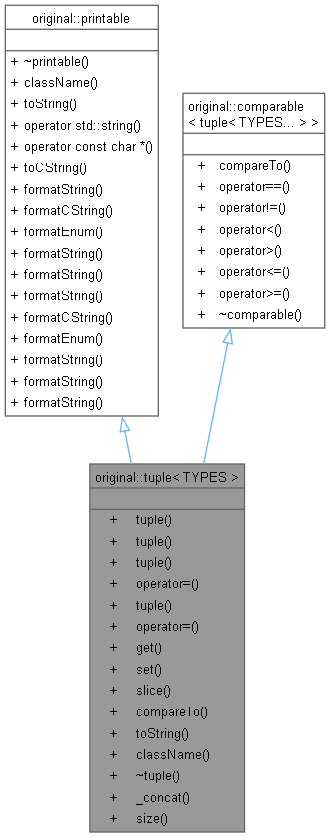 original::printable
+ ~printable()
+ className()
+ toString()
+ operator std::string()
+ operator const char *()
+ toCString()
+ formatString()
+ formatCString()
+ formatEnum()
+ formatString()
+ formatString()
+ formatString()
+ formatCString()
+ formatEnum()
+ formatString()
+ formatString()
+ formatString()
original::comparable
< tuple< TYPES... > >
+ compareTo()
+ operator==()
+ operator!=()
+ operator<()
+ operator>()
+ operator<=()
+ operator>=()
+ ~comparable()
original::tuple< TYPES >
+ tuple()
+ tuple()
+ tuple()
+ operator=()
+ tuple()
+ operator=()
+ get()
+ set()
+ slice()
+ compareTo()
+ toString()
+ className()
+ ~tuple()
+ _concat()
+ size()